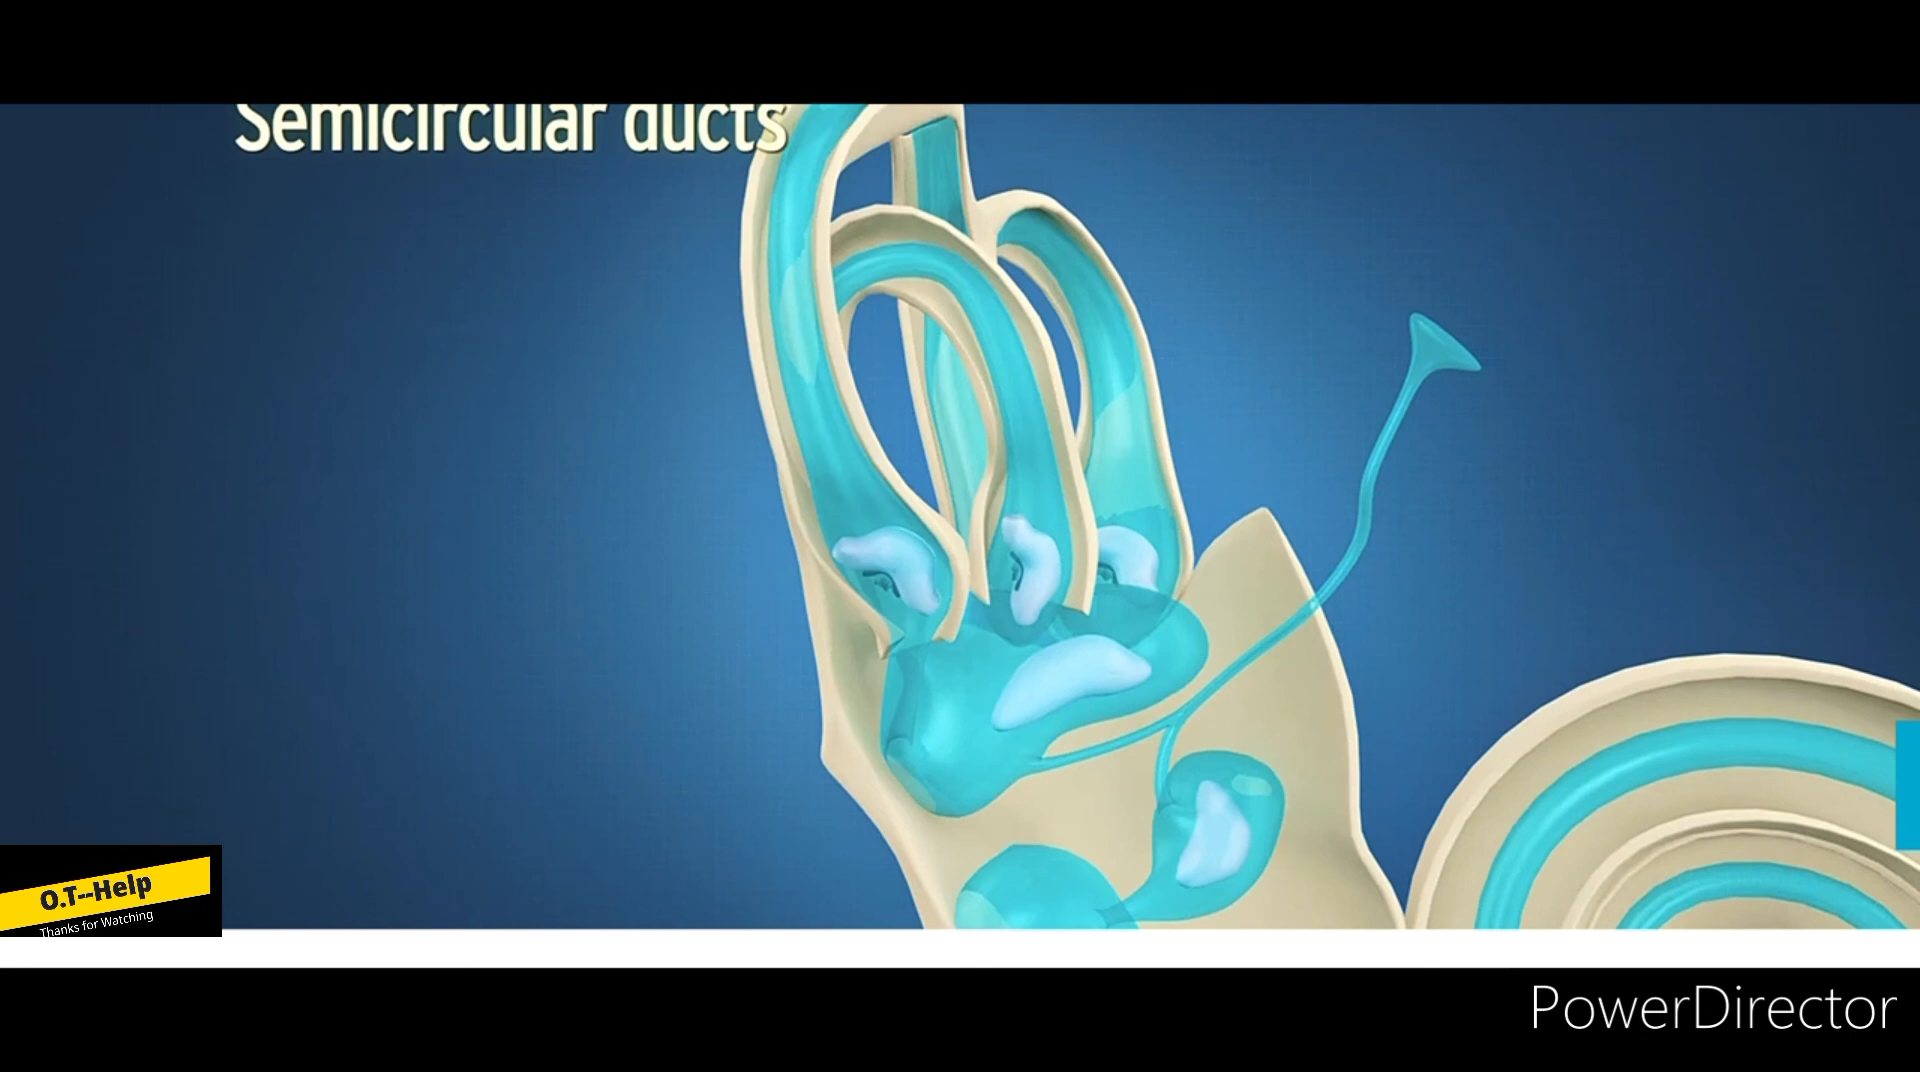 Semicircular ducts
O.T--Help
Thanks for Watching
PowerDirector